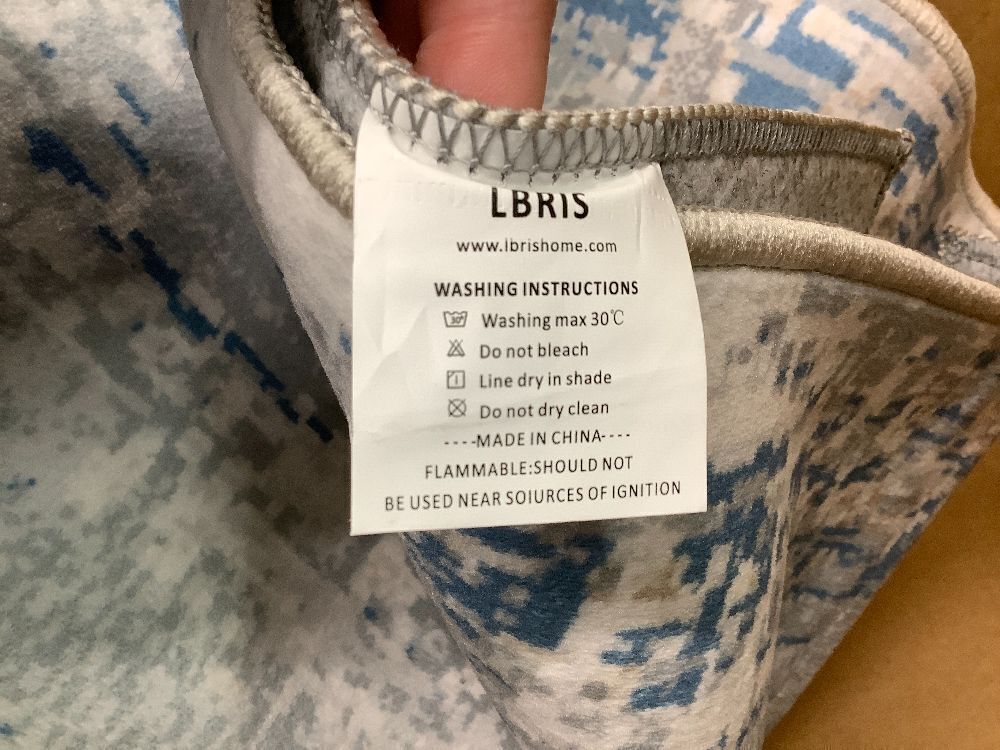 LBRIS
www.lbrishome.com
WASHING INSTRUCTIONS
30° Washing max 30℃
Do not bleach
Line dry in shade
Do not dry clean
----MADE IN CHINA----
FLAMMABLE:SHOULD NOT
BE USED NEAR SOIURCES OF IGNITION